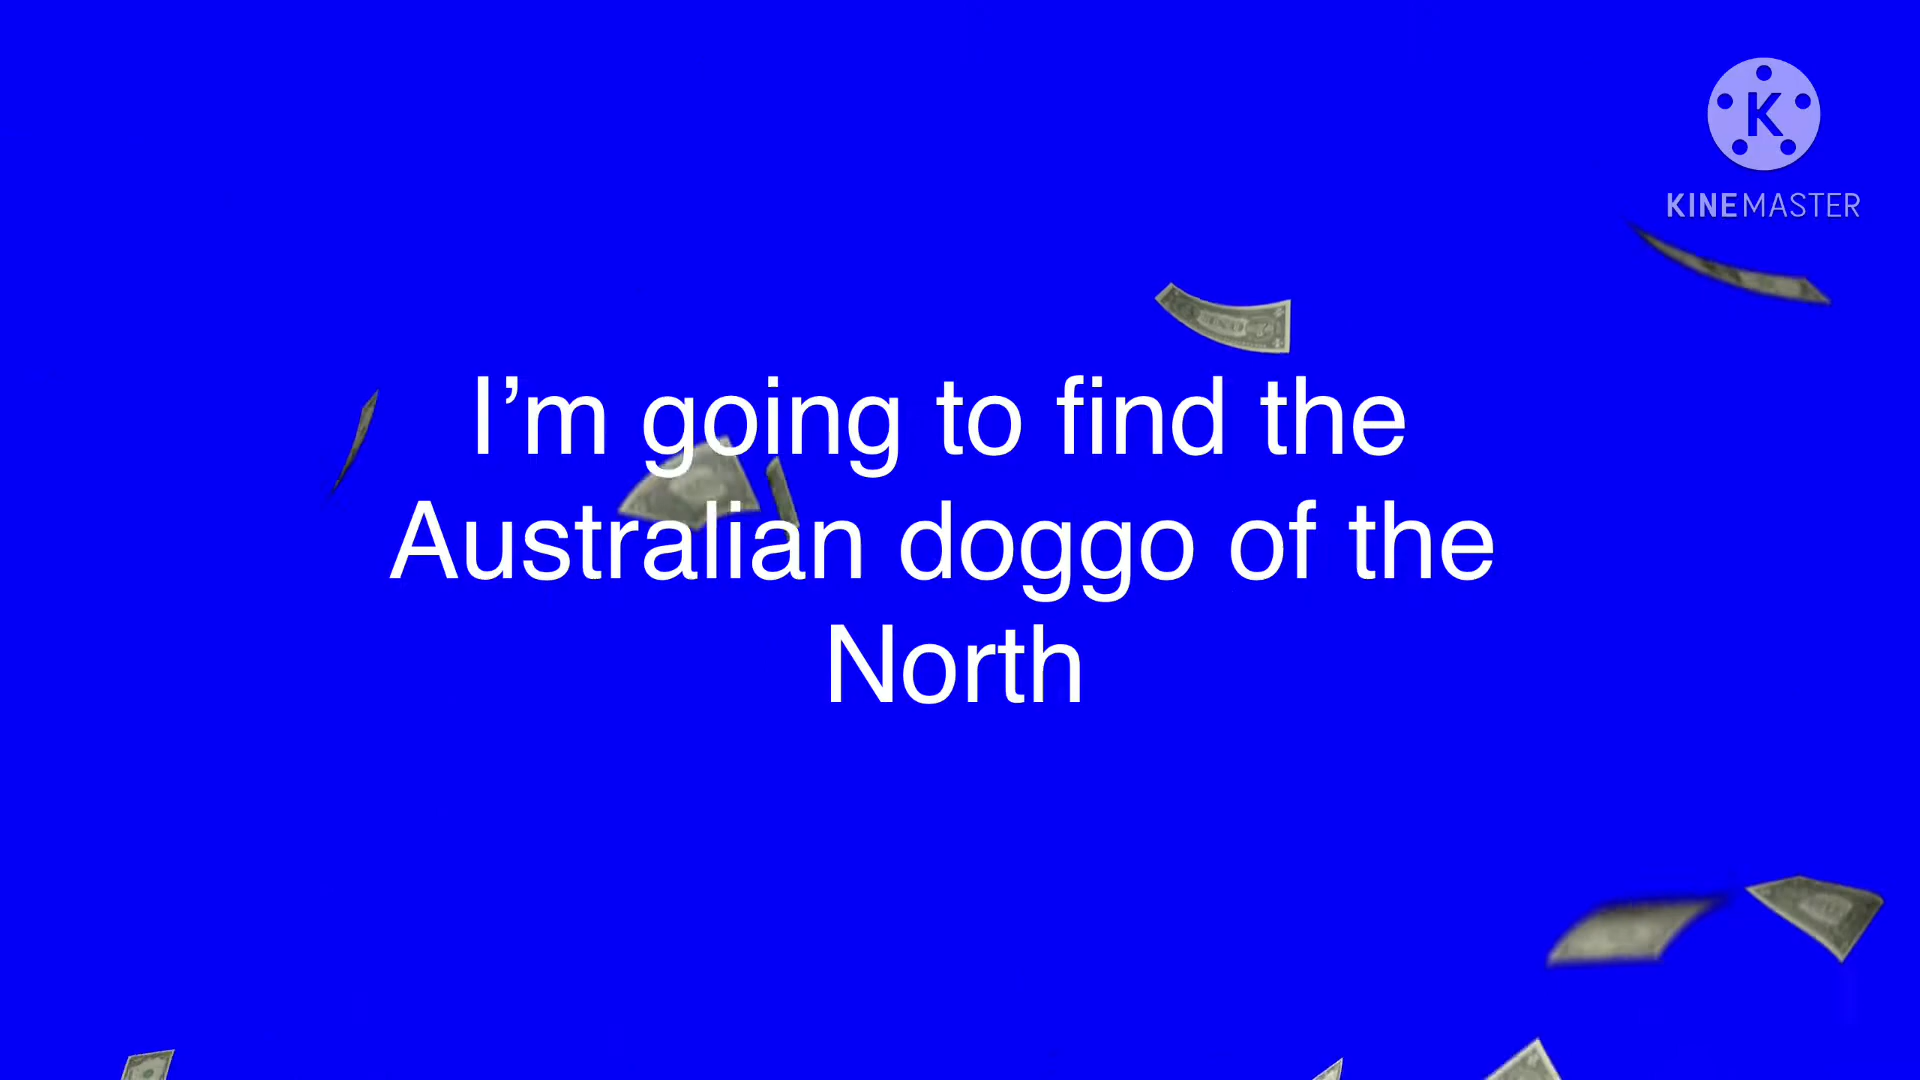 K
KINEMASTER
I’m going to find the
Australian doggo of the
North